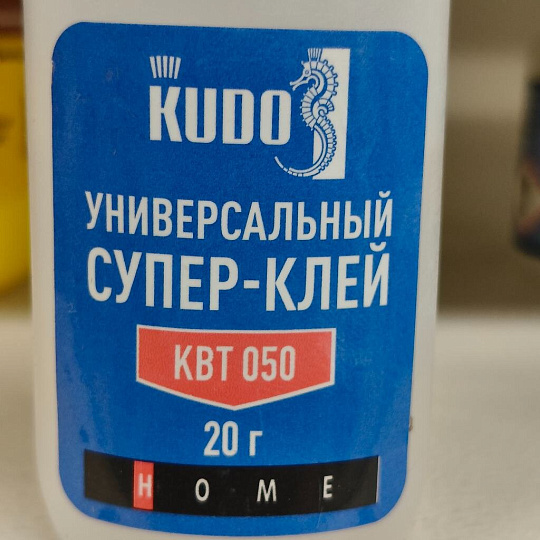 KUDO
УНИВЕРСАЛЬНЫЙ
СУПЕР-КЛЕЙ
KBT 050
20 г
HOME